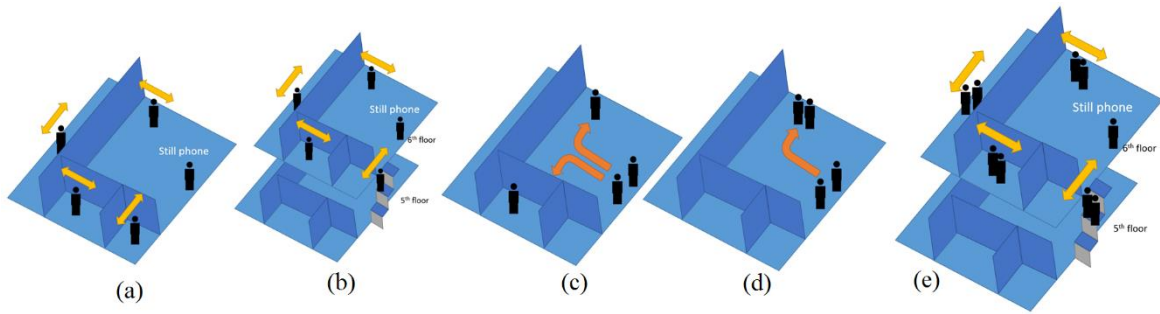 Still phone
Still phone
6th floor
5th floor
Still phone
6th floor
5th floor
(a)
(b)
(c)
(d)
(e)